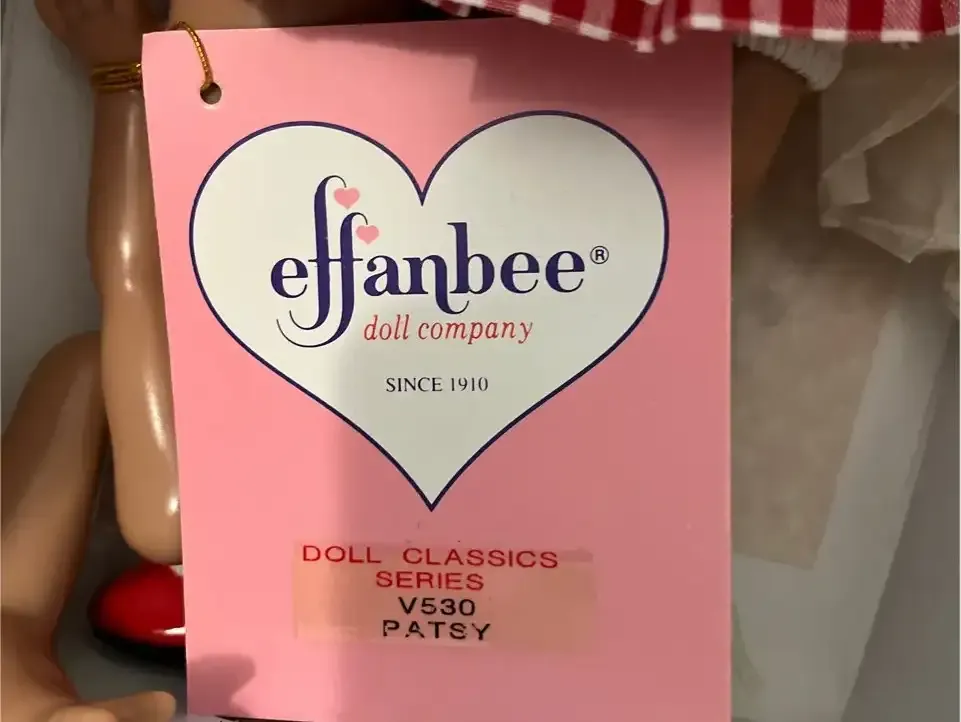 effanbee®
doll company
SINCE 1910
DOLL CLASSICS
SERIES
V530
PATSY